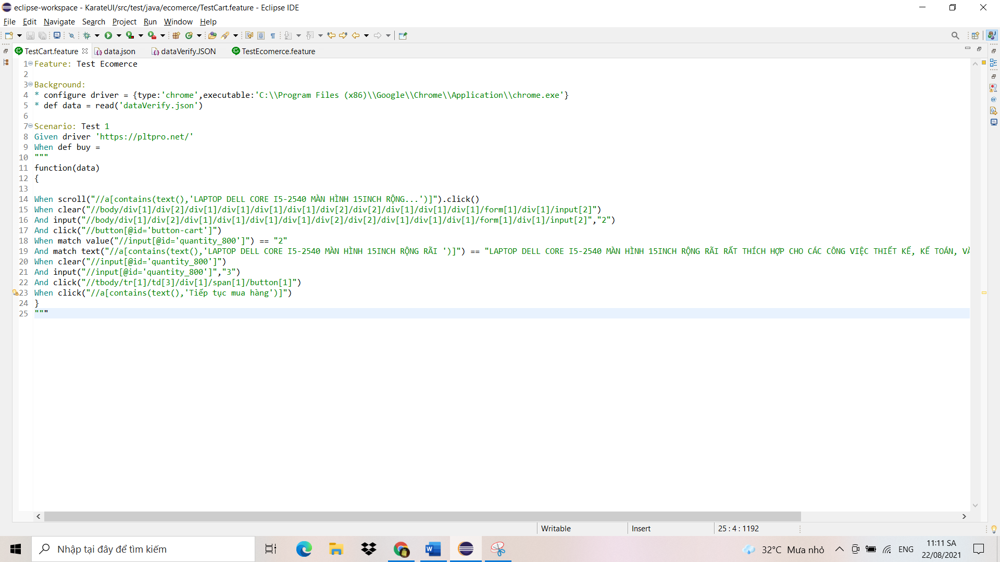 eclipse-workspace - KarateUI/src/test/java/ecomerce/TestCart.feature - Eclipse IDE
File Edit Navigate Search Project Run Window Help
TestCart.feature data.json dataVerify.JSON TestEcomerce.feature
1 Feature: Test Ecomerce
2
3 Background:
4 * configure driver = {type:'chrome',executable:'C:\\Program Files (x86)\\Google\\Chrome\\Application\\chrome.exe'}
5 * def data = read('dataVerify.json')
6
7 Scenario: Test 1
8 Given driver 'https://pltpro.net/'
9 When def buy =
10 """
11 function(data)
12 {
13
14 When scroll("//a[contains(text(),'LAPTOP DELL CORE I5-2540 MÀN HÌNH 15INCH RỘNG...')]").click()
15 When clear("//body/div[1]/div[2]/div[1]/div[1]/div[1]/div[1]/div[2]/div[2]/div[1]/div[1]/div[1]/form[1]/div[1]/input[2]")
16 And input("//body/div[1]/div[2]/div[1]/div[1]/div[1]/div[1]/div[2]/div[2]/div[1]/div[1]/div[1]/form[1]/div[1]/input[2]","2")
17 And click("//button[@id='button-cart']")
18 When match value("//input[@id='quantity_800']") == "2"
19 And match text("//a[contains(text(),'LAPTOP DELL CORE I5-2540 MÀN HÌNH 15INCH RỘNG RÃI ')]") == "LAPTOP DELL CORE I5-2540 MÀN HÌNH 15INCH RỘNG RÃI RẤT THÍCH HỢP CHO CÁC CÔNG VIỆC THIẾT KẾ, KẾ TOÁN, VÀ
20 When clear("//input[@id='quantity_800']")
21 And input("//input[@id='quantity_800']","3")
22 And click("//tbody/tr[1]/td[3]/div[1]/span[1]/button[1]")
23 When click("//a[contains(text(),'Tiếp tục mua hàng')]")
24 }
25 """
Writable Insert 25 : 4 : 1192
Nhập tại đây để tìm kiếm
32°C Mưa nhỏ ENG
11:11 SA
22/08/2021